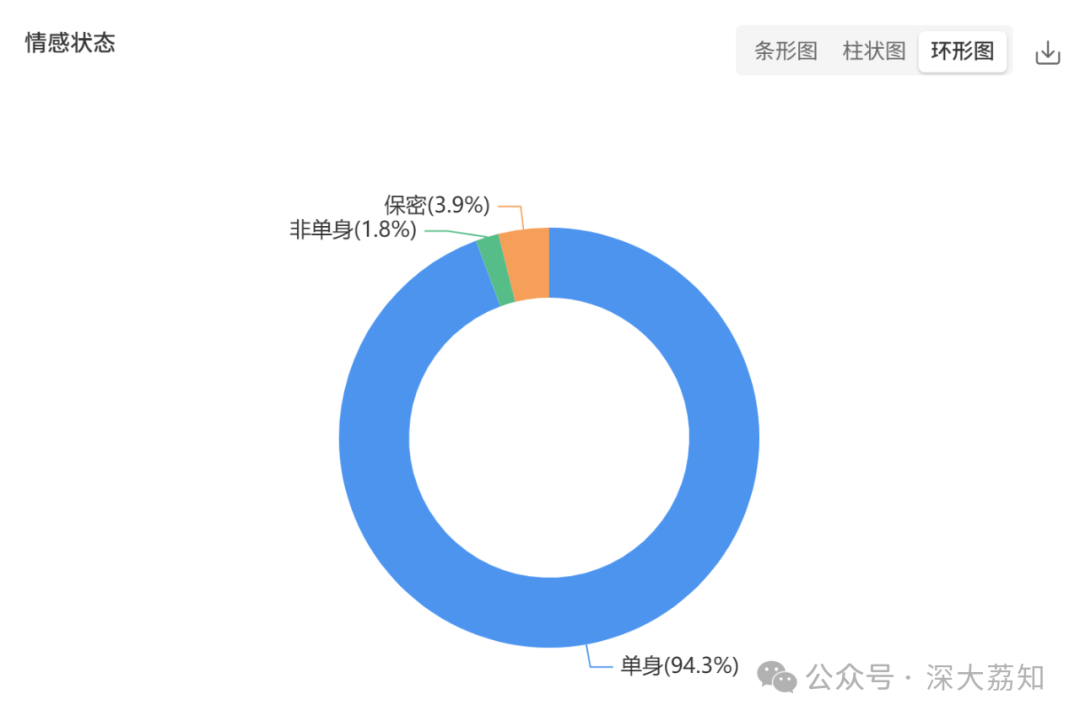 情感状态
条形图 柱状图 环形图
保密(3.9%)
非单身(1.8%)
单身(94.3%)
公众号 · 深大荔知